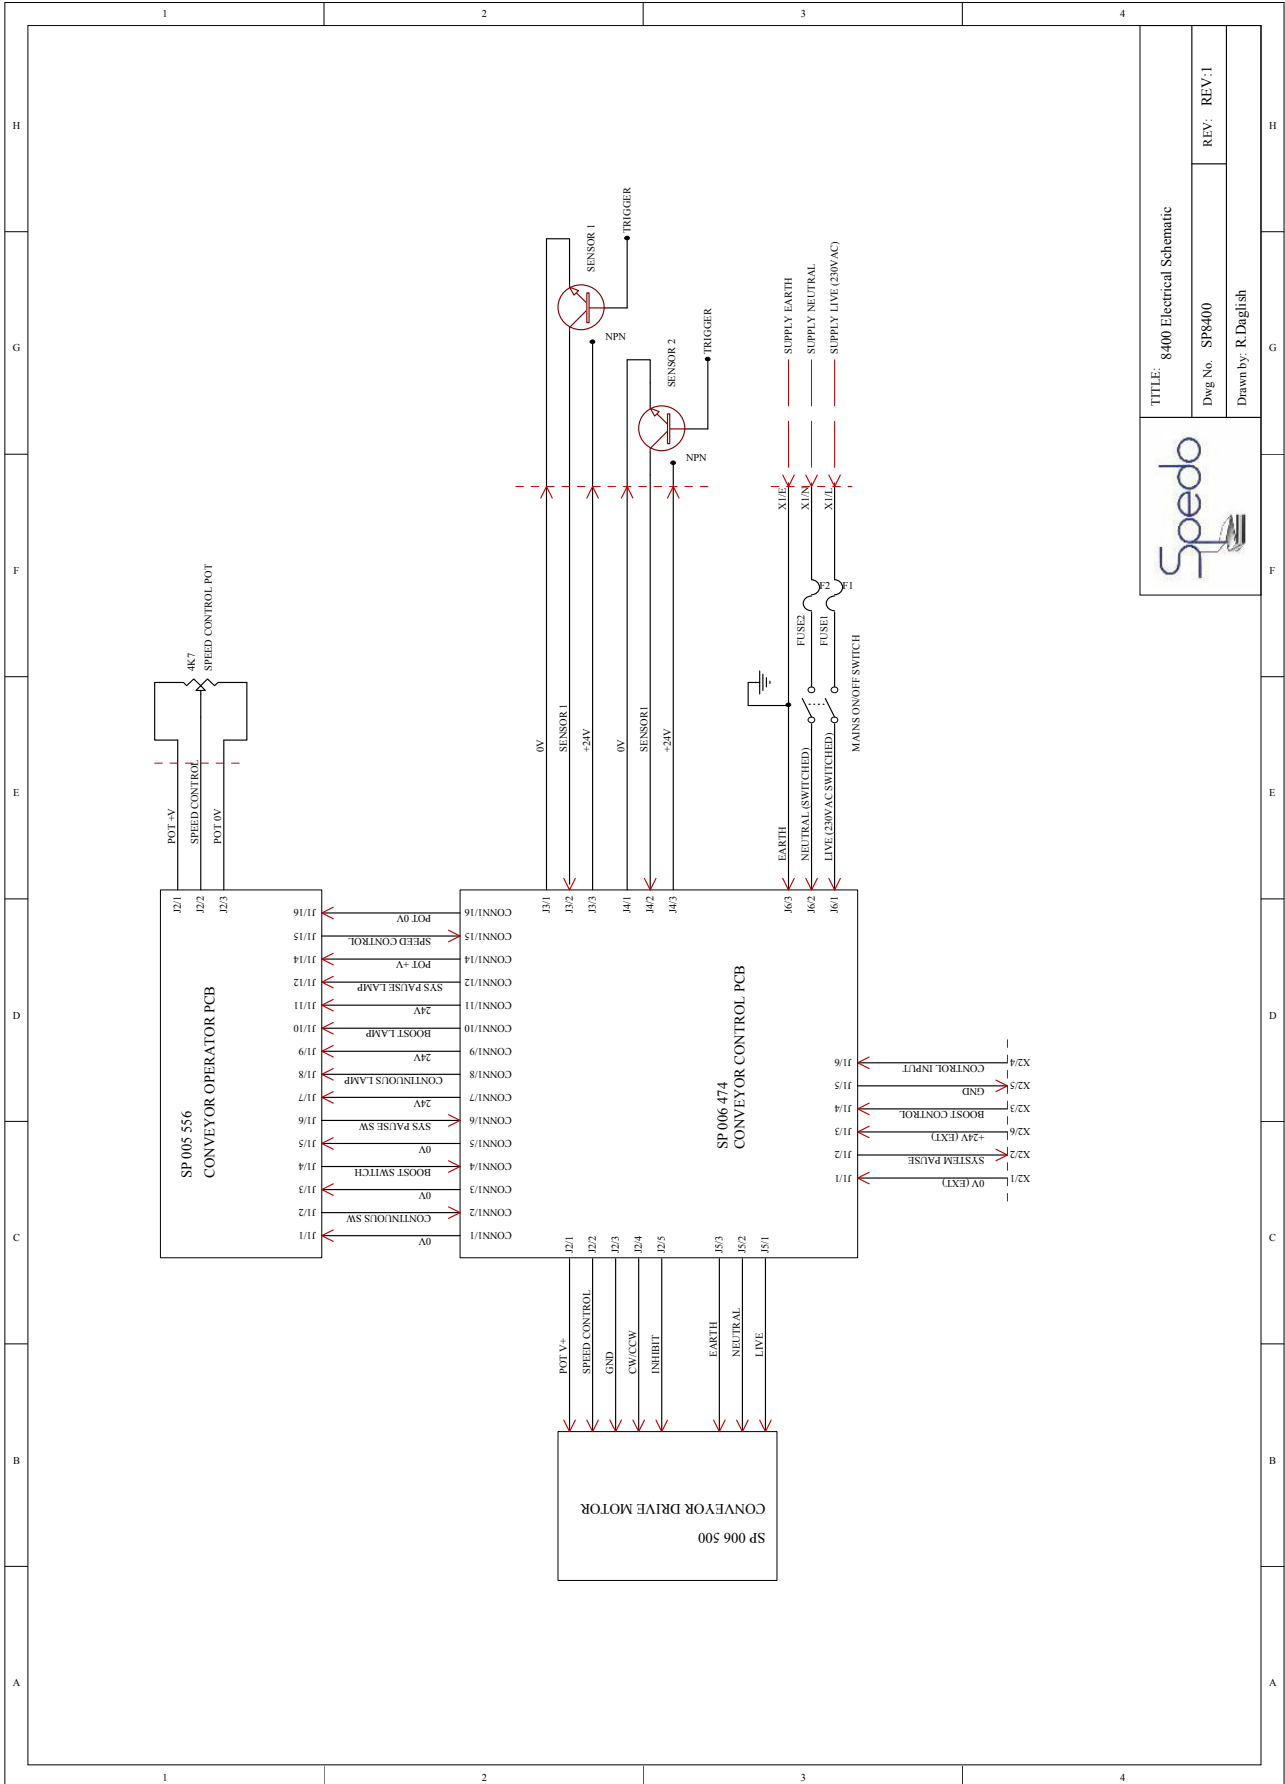 1
2
3
4
H
H
G
G
F
F
E
E
D
D
C
C
B
B
A
A
1
2
3
4
SP 005 556
CONVEYOR OPERATOR PCB
J2/1
J2/2
J2/3
POT +V
SPEED CONTROL
POT 0V
4K7
SPEED CONTROL POT
J1/16
J1/15
J1/14
J1/12
J1/11
J1/10
J1/9
J1/8
J1/7
J1/6
J1/5
J1/4
J1/3
J1/2
J1/1
POT 0V
SPEED CONTROL
POT +V
SYS PAUSE LAMP
24V
BOOST LAMP
24V
CONTINUOUS LAMP
24V
SYS PAUSE SW
0V
BOOST SWITCH
0V
CONTINUOUS SW
0V
CONN1/16
CONN1/15
CONN1/14
CONN1/12
CONN1/11
CONN1/10
CONN1/9
CONN1/8
CONN1/7
CONN1/6
CONN1/5
CONN1/4
CONN1/3
CONN1/2
CONN1/1
SP 006 474
CONVEYOR CONTROL PCB
J3/1
J3/2
J3/3
J4/1
J4/2
J4/3
0V
SENSOR 1
+24V
0V
SENSOR1
+24V
SENSOR 1
TRIGGER
NPN
SENSOR 2
TRIGGER
NPN
J6/3
J6/2
J6/1
EARTH
NEUTRAL (SWITCHED)
LIVE (230VAC SWITCHED)
MAINS ON/OFF SWITCH
FUSE2
FUSE1
F2
F1
X1/E
X1/N
X1/L
SUPPLY EARTH
SUPPLY NEUTRAL
SUPPLY LIVE (230VAC)
J1/6
J1/5
J1/4
J1/3
J1/2
J1/1
CONTROL INPUT
GND
BOOST CONTROL
+24V (EXT)
SYSTEM PAUSE
0V (EXT)
X2/4
X2/5
X2/3
X2/6
X2/2
X2/1
J2/1
J2/2
J2/3
J2/4
J2/5
J5/3
J5/2
J5/1
POT V+
SPEED CONTROL
GND
CW/CCW
INHIBIT
EARTH
NEUTRAL
LIVE
SP 006 500
CONVEYOR DRIVE MOTOR
Speedo
TITLE:
8400 Electrical Schematic
Dwg No. SP8400
REV: REV:1
Drawn by: R.Daglish